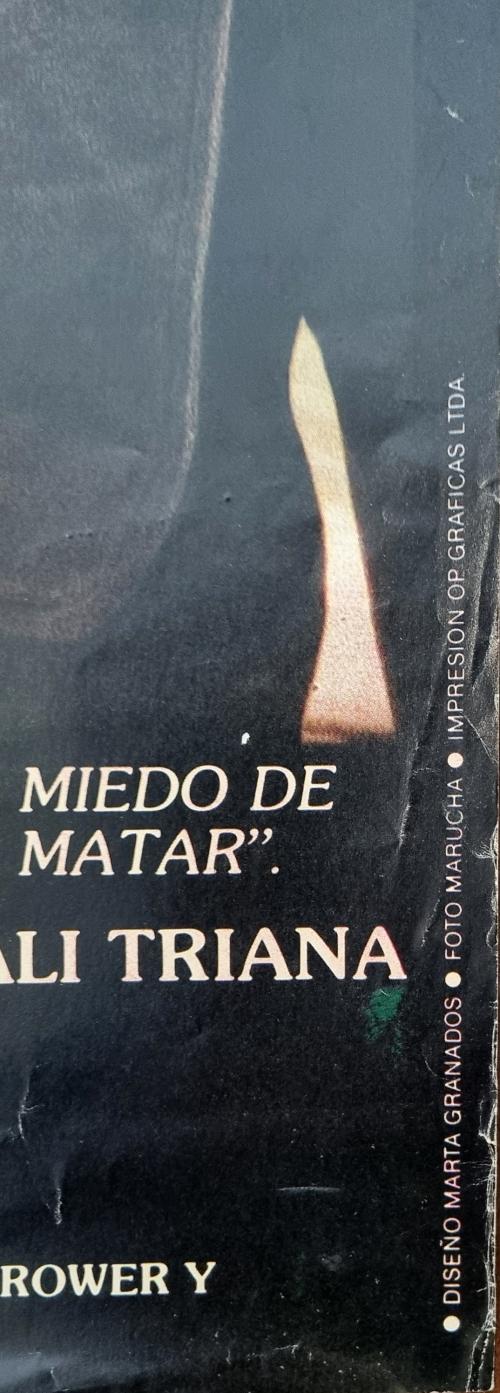 MIEDO DE
MATAR”.
ALI TRIANA
ROWER Y
● DISEÑO MARTA GRANADOS ● FOTO MARUCHA ● IMPRESION OP GRAFICAS LTDA.